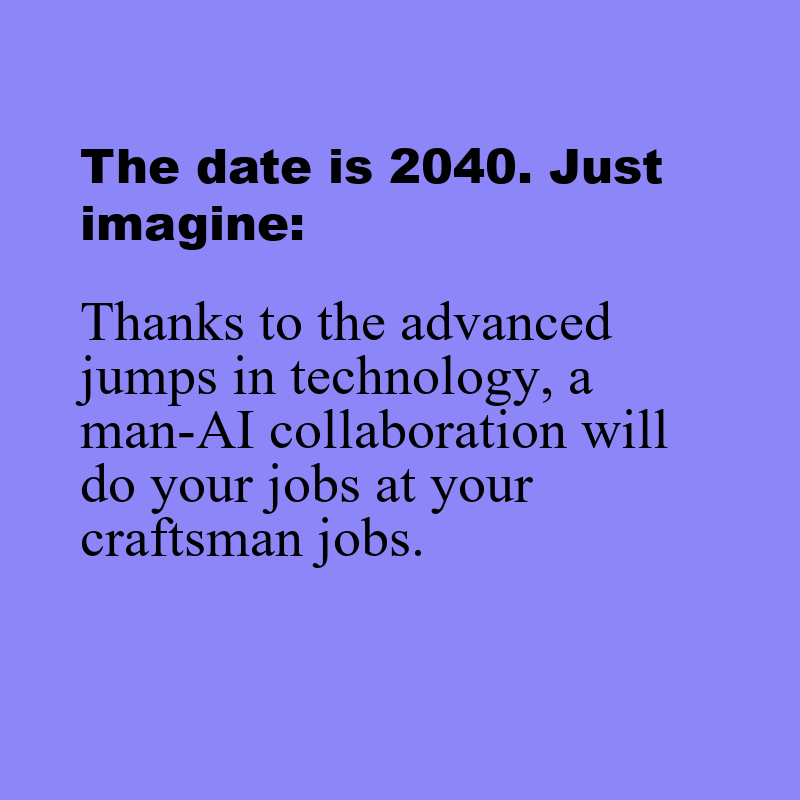 The date is 2040. Just
imagine:
Thanks to the advanced
jumps in technology, a
man-AI collaboration will
do your jobs at your
craftsman jobs.